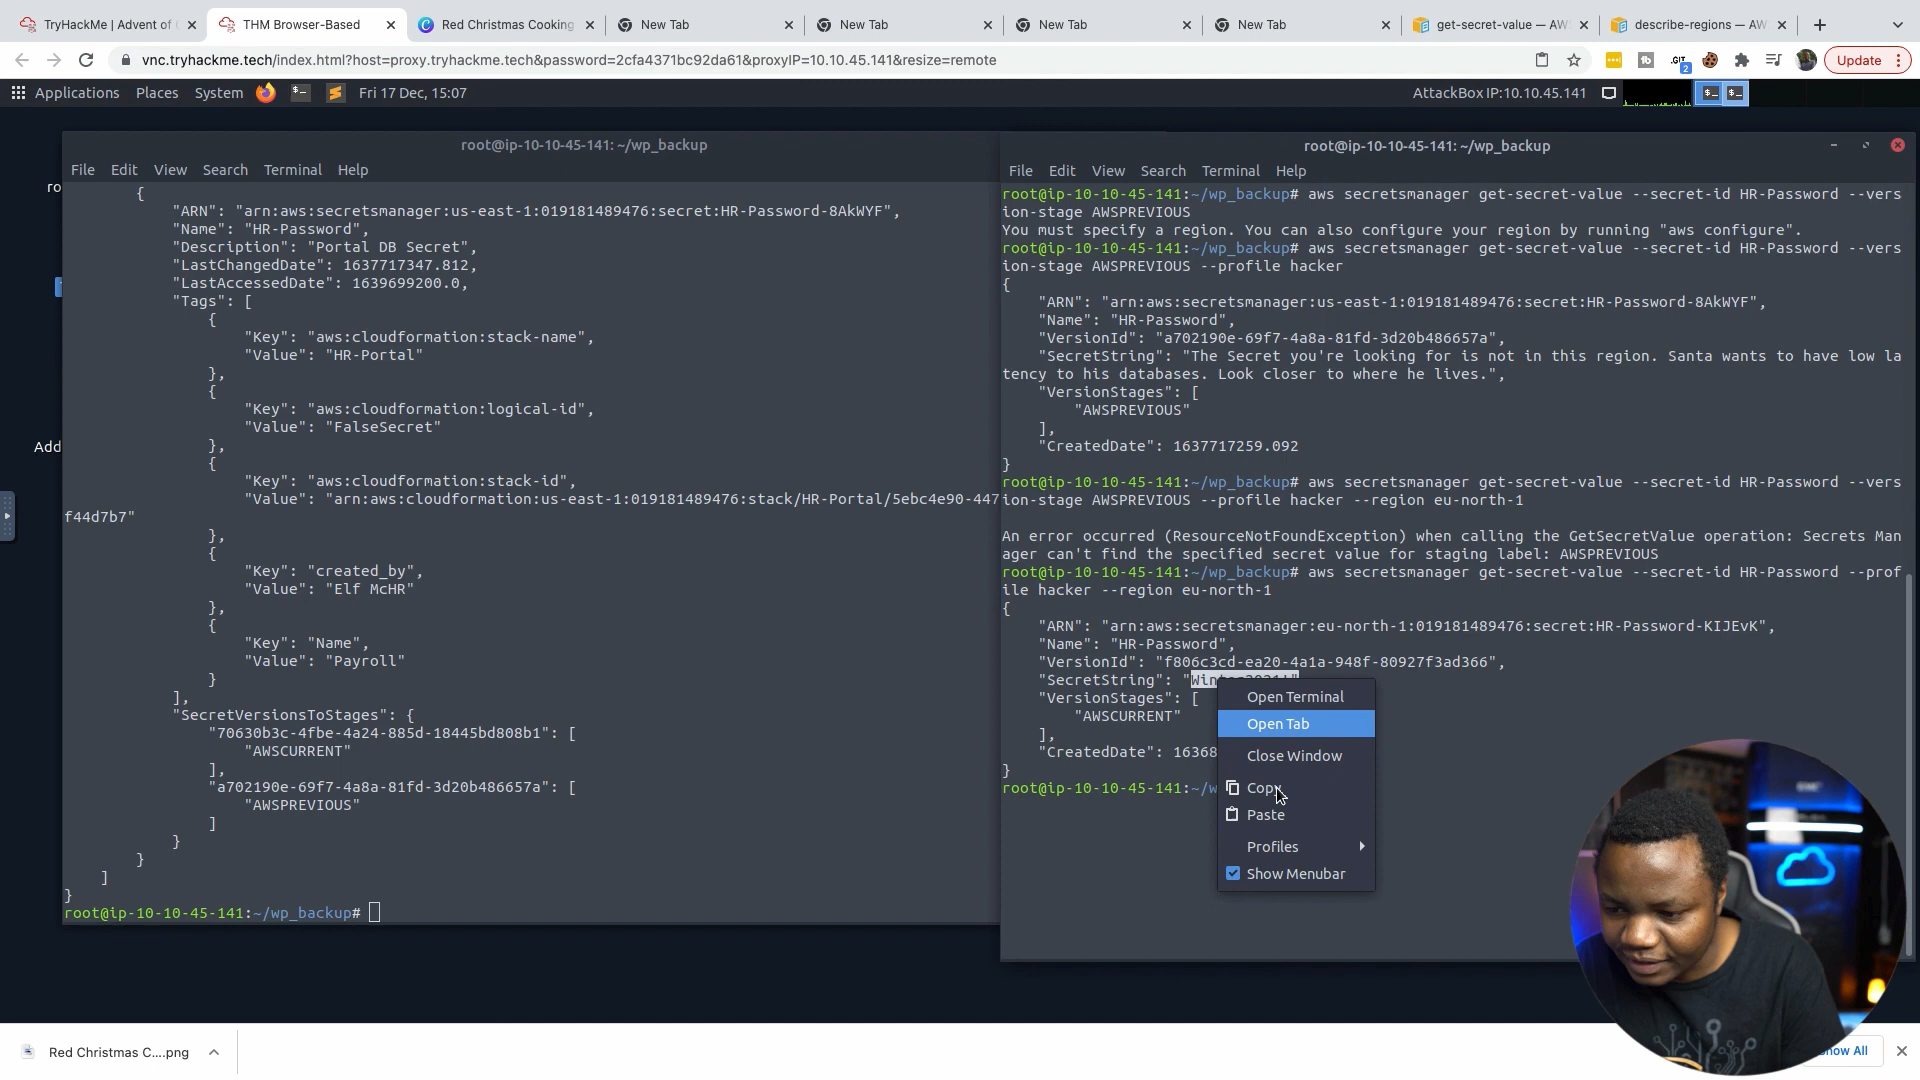 TryHackMe | Advent of
THM Browser-Based
Red Christmas Cooking
New Tab
New Tab
New Tab
New Tab
get-secret-value — AW
describe-regions — AW
vnc.tryhackme.tech/index.html?host=proxy.tryhackme.tech&password=2cfa4371bc92da61&proxyIP=10.10.45.141&resize=remote
.GIT
2
Update
Applications Places System Fri 17 Dec, 15:07
AttackBox IP:10.10.45.141
ro
Add
root@ip-10-10-45-141: ~/wp_backup
File Edit View Search Terminal Help
{
"ARN": "arn:aws:secretsmanager:us-east-1:019181489476:secret:HR-Password-8AkWYF",
"Name": "HR-Password",
"Description": "Portal DB Secret",
"LastChangedDate": 1637717347.812,
"LastAccessedDate": 1639699200.0,
"Tags": [
{
"Key": "aws:cloudformation:stack-name",
"Value": "HR-Portal"
},
{
"Key": "aws:cloudformation:logical-id",
"Value": "FalseSecret"
},
{
"Key": "aws:cloudformation:stack-id",
"Value": "arn:aws:cloudformation:us-east-1:019181489476:stack/HR-Portal/5ebc4e90-447
f44d7b7"
},
{
"Key": "created_by",
"Value": "Elf McHR"
},
{
"Key": "Name",
"Value": "Payroll"
}
],
"SecretVersionsToStages": {
"70630b3c-4fbe-4a24-885d-18445bd808b1": [
"AWSCURRENT"
],
"a702190e-69f7-4a8a-81fd-3d20b486657a": [
"AWSPREVIOUS"
]
}
}
]
}
root@ip-10-10-45-141:~/wp_backup#
root@ip-10-10-45-141: ~/wp_backup
File Edit View Search Terminal Help
root@ip-10-10-45-141:~/wp_backup# aws secretsmanager get-secret-value --secret-id HR-Password --vers
ion-stage AWSPREVIOUS
You must specify a region. You can also configure your region by running "aws configure".
root@ip-10-10-45-141:~/wp_backup# aws secretsmanager get-secret-value --secret-id HR-Password --vers
ion-stage AWSPREVIOUS --profile hacker
{
"ARN": "arn:aws:secretsmanager:us-east-1:019181489476:secret:HR-Password-8AkWYF",
"Name": "HR-Password",
"VersionId": "a702190e-69f7-4a8a-81fd-3d20b486657a",
"SecretString": "The Secret you're looking for is not in this region. Santa wants to have low la
tency to his databases. Look closer to where he lives.",
"VersionStages": [
"AWSPREVIOUS"
],
"CreatedDate": 1637717259.092
}
root@ip-10-10-45-141:~/wp_backup# aws secretsmanager get-secret-value --secret-id HR-Password --vers
ion-stage AWSPREVIOUS --profile hacker --region eu-north-1
An error occurred (ResourceNotFoundException) when calling the GetSecretValue operation: Secrets Man
ager can't find the specified secret value for staging label: AWSPREVIOUS
root@ip-10-10-45-141:~/wp_backup# aws secretsmanager get-secret-value --secret-id HR-Password --prof
ile hacker --region eu-north-1
{
"ARN": "arn:aws:secretsmanager:eu-north-1:019181489476:secret:HR-Password-KIJEvK",
"Name": "HR-Password",
"VersionId": "f806c3cd-ea20-4a1a-948f-80927f3ad366",
"SecretString":
"VersionStages": [
"AWSCURRENT"
],
"CreatedDate": 16368
}
root@ip-10-10-45-141:~/w
Open Terminal
Open Tab
Close Window
Copy
Paste
Profiles
Show Menubar
Red Christmas C....png
Show All